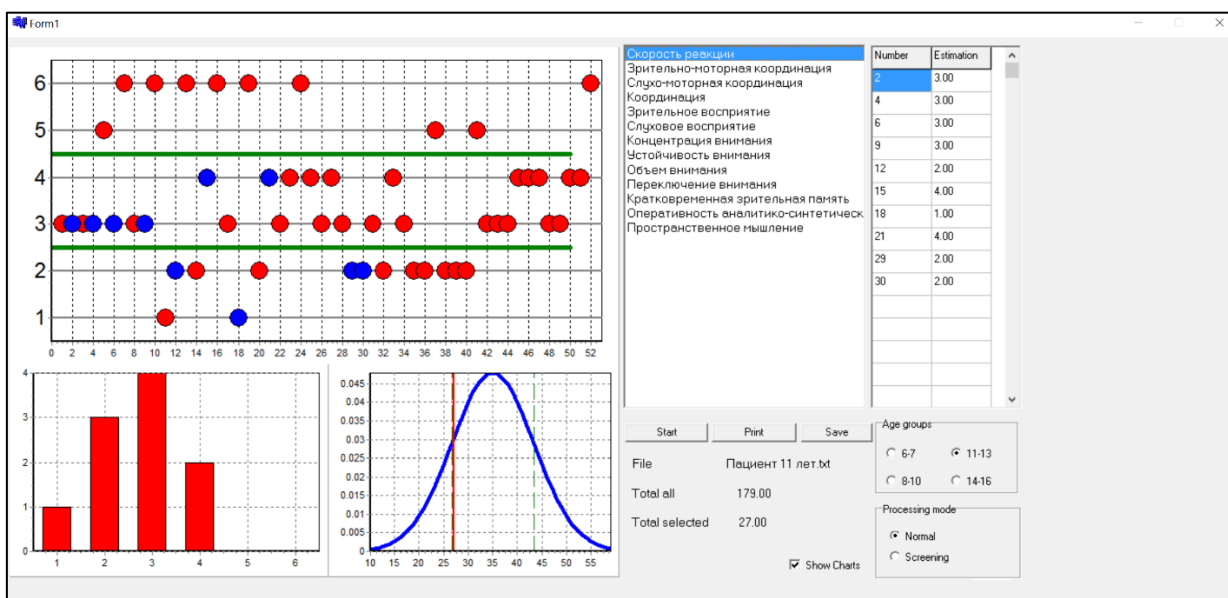 Form1
6
5
4
3
2
1
0 2 4 6 8 10 12 14 16 18 20 22 24 26 28 30 32 34 36 38 40 42 44 46 48 50 52
4
3
2
1
0
1 2 3 4 5 6
0.045
0.04
0.035
0.03
0.025
0.02
0.015
0.01
0.005
0
10 15 20 25 30 35 40 45 50 55
Скорость реакции
Зрительно-моторная координация
Слухо-моторная координация
Координация
Зрительное восприятие
Слуховое восприятие
Концентрация внимания
Устойчивость внимания
Объем внимания
Переключение внимания
Кратковременная зрительная память
Оперативность аналитико-синтетическ
Пространственное мышление
Number Estimation
2 3.00
4 3.00
6 3.00
9 3.00
12 2.00
15 4.00
18 1.00
21 4.00
29 2.00
30 2.00
Start Print Save
File Пациент 11 лет.txt
Total all 179.00
Total selected 27.00
Show Charts
Age groups
6-7 11-13
8-10 14-16
Processing mode
Normal
Screening